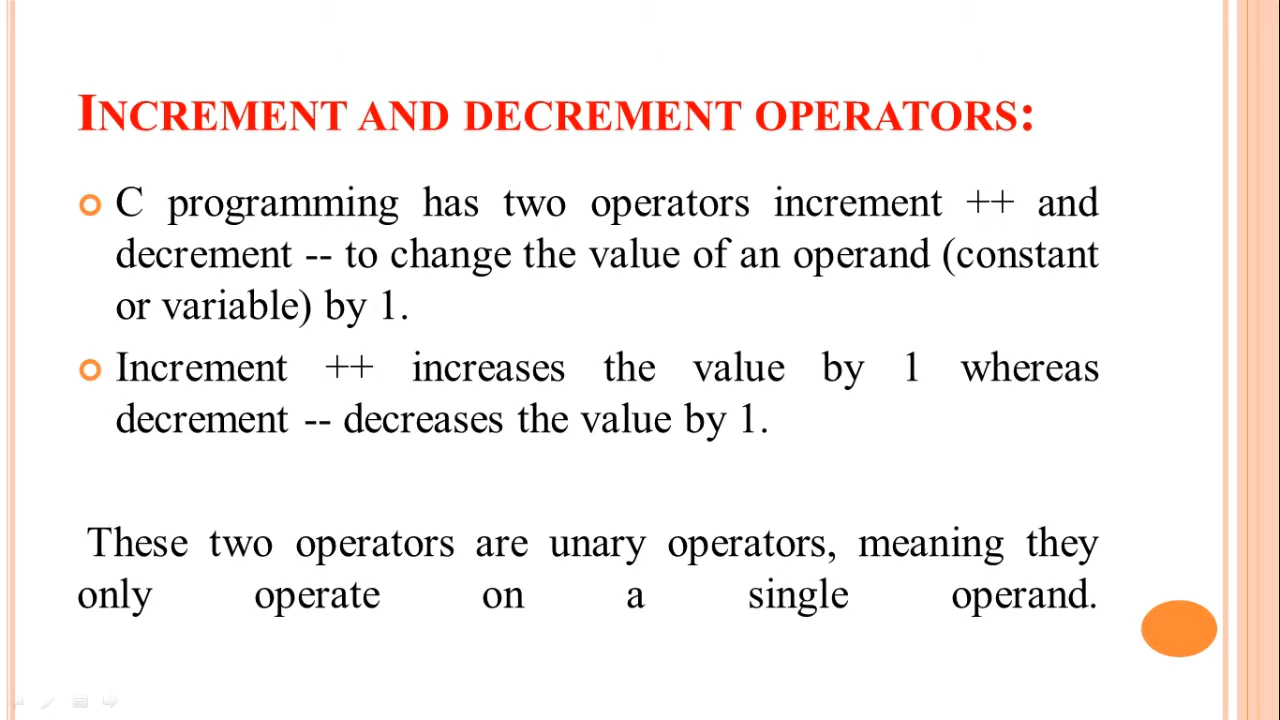 INCREMENT AND DECREMENT OPERATORS:
C programming has two operators increment ++ and
decrement -- to change the value of an operand (constant
or variable) by 1.
Increment ++ increases the value by 1 whereas
decrement -- decreases the value by 1.
These two operators are unary operators, meaning they
only operate on a single operand.